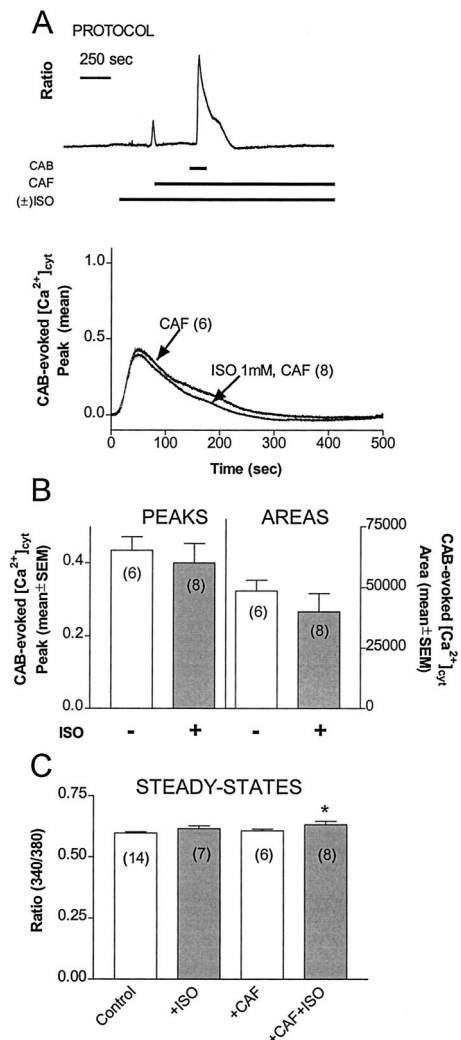 A
PROTOCOL
250 sec
Ratio
CAB
CAF
(±)ISO
CAB-evoked [Ca2+]cyt
Peak (mean)
1.0
0.5
0.0
CAF (6)
ISO 1mM, CAF (8)
0 100 200 300 400 500
Time (sec)
B
PEAKS AREAS
CAB-evoked [Ca2+]cyt
Peak (mean±SEM)
0.4
0.2
0.0
(6) (8) (6) (8)
75000
50000
25000
0
CAB-evoked [Ca2+]cyt
Area (mean±SEM)
ISO - + - +
C
STEADY-STATES
Ratio (340/380)
0.75
0.50
0.25
0.00
*
(14) (7) (6) (8)
Control +ISO +CAF +CAF+ISO